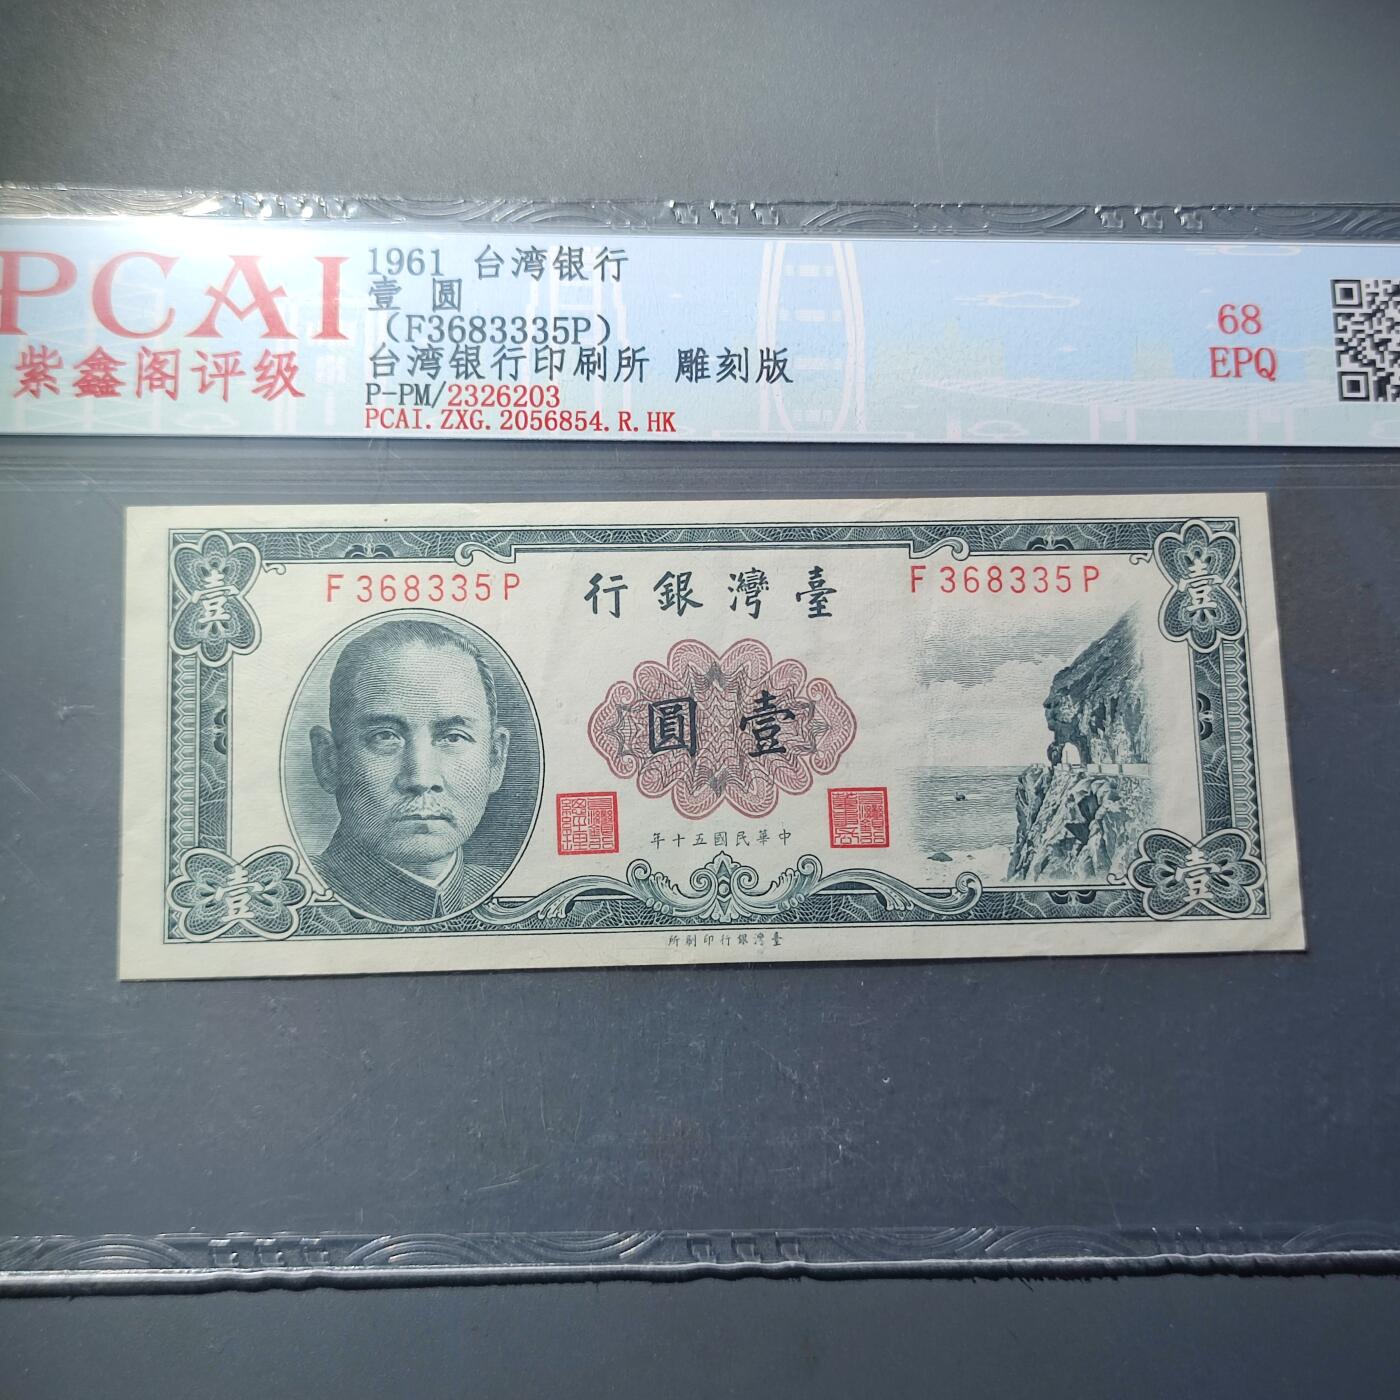 PCAI
紫鑫阁评级
1961 台湾银行
壹 圆
(F3683335P)
台湾银行印刷所 雕刻版
P-PM/2326203
PCAI.ZXG.2056854.R.HK
68
EPQ
F368335P
行銀灣臺
F368335P
壹
壹
圓 壹
年十五國民華中
壹
壹
所刷印行銀灣臺